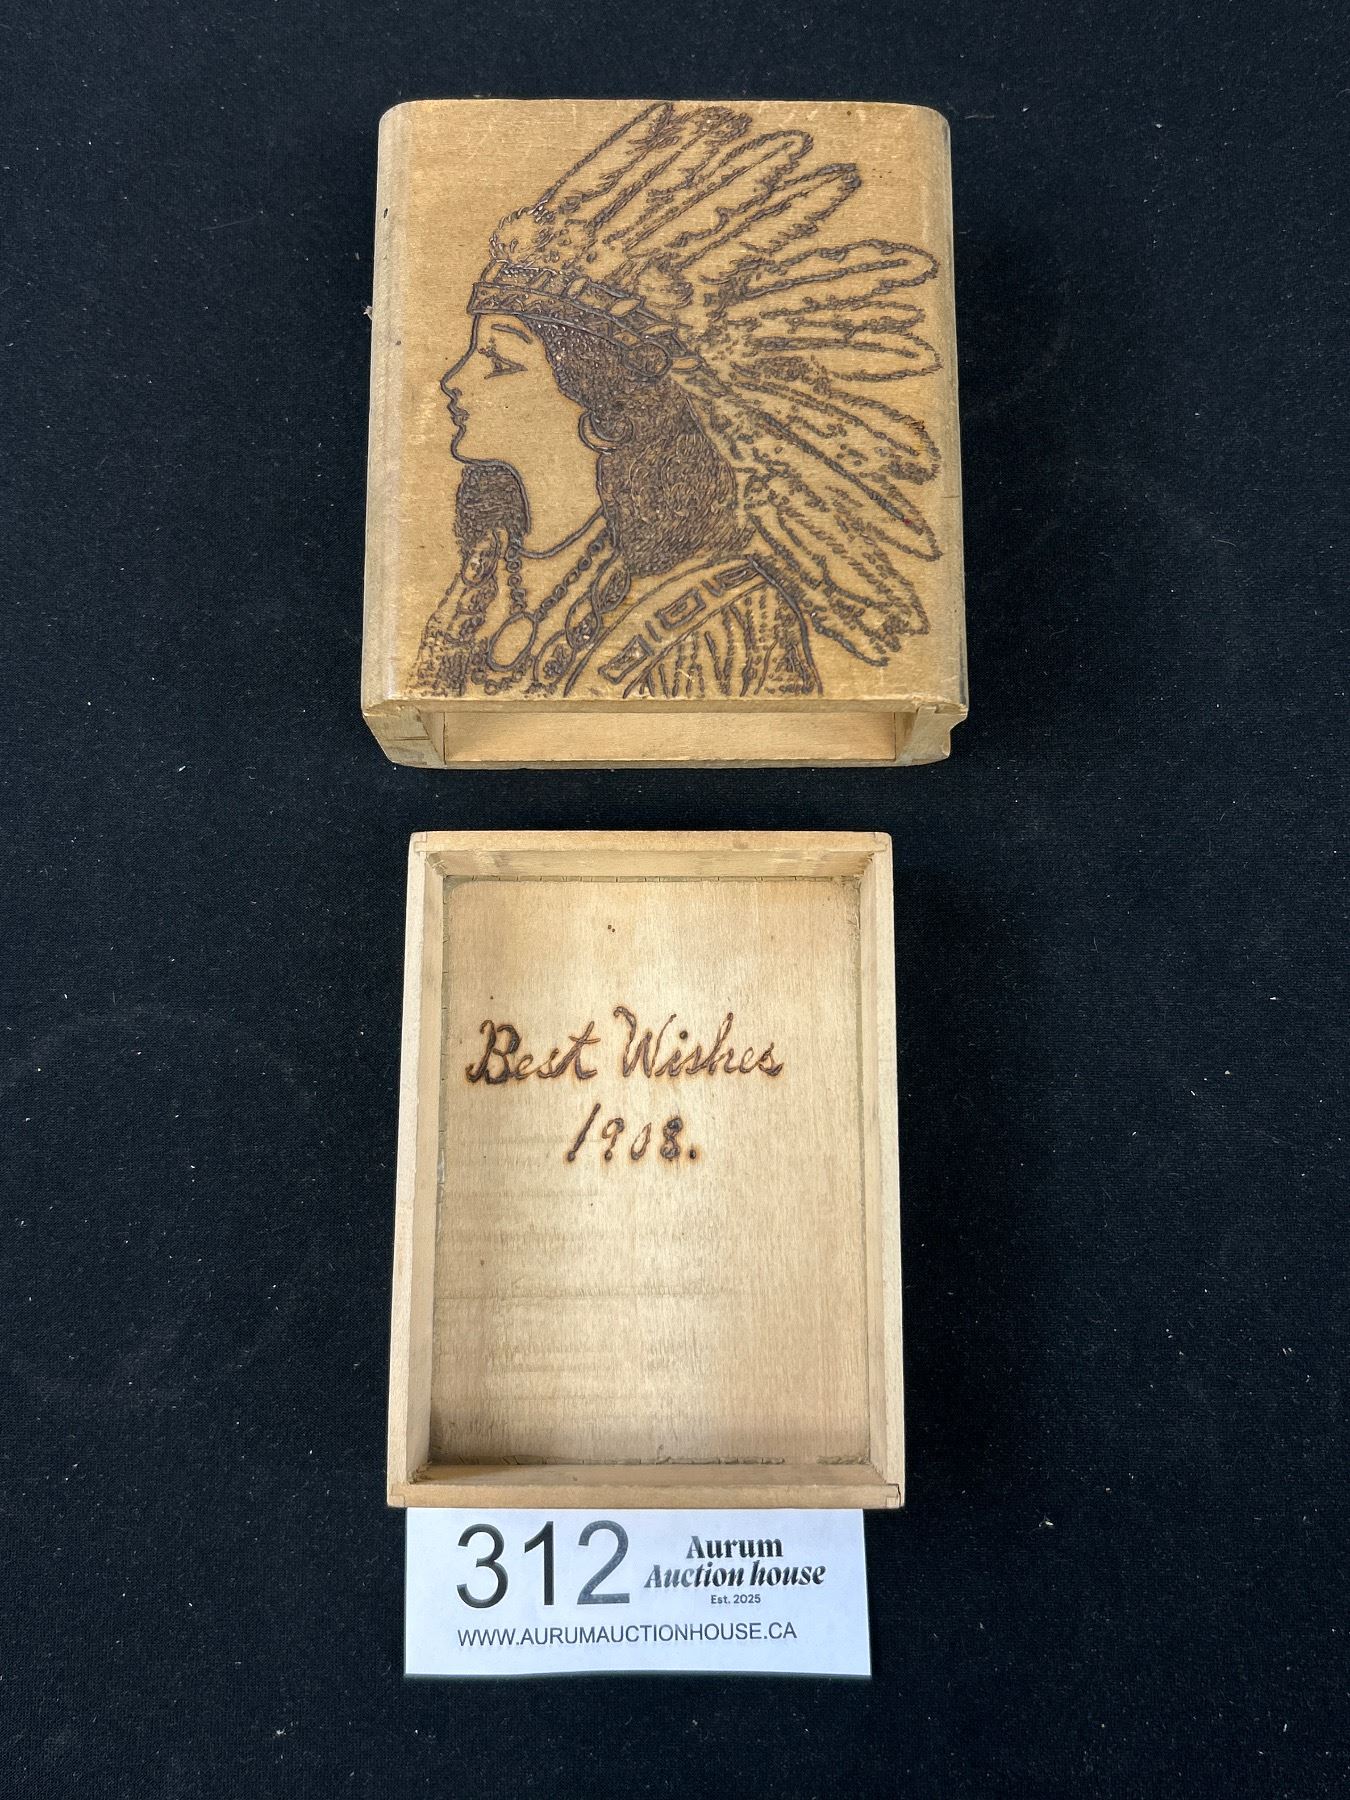 Best Wishes
1908.
312
Aurum
Auction house
Est. 2025
WWW.AURUMAUCTIONHOUSE.CA